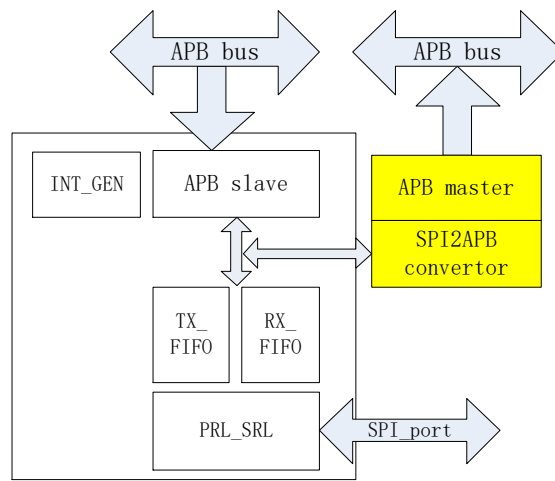 APB bus
APB bus
INT_GEN
APB slave
APB master
SPI2APB
convertor
TX_
FIFO
RX_
FIFO
PRL_SRL
SPI_port